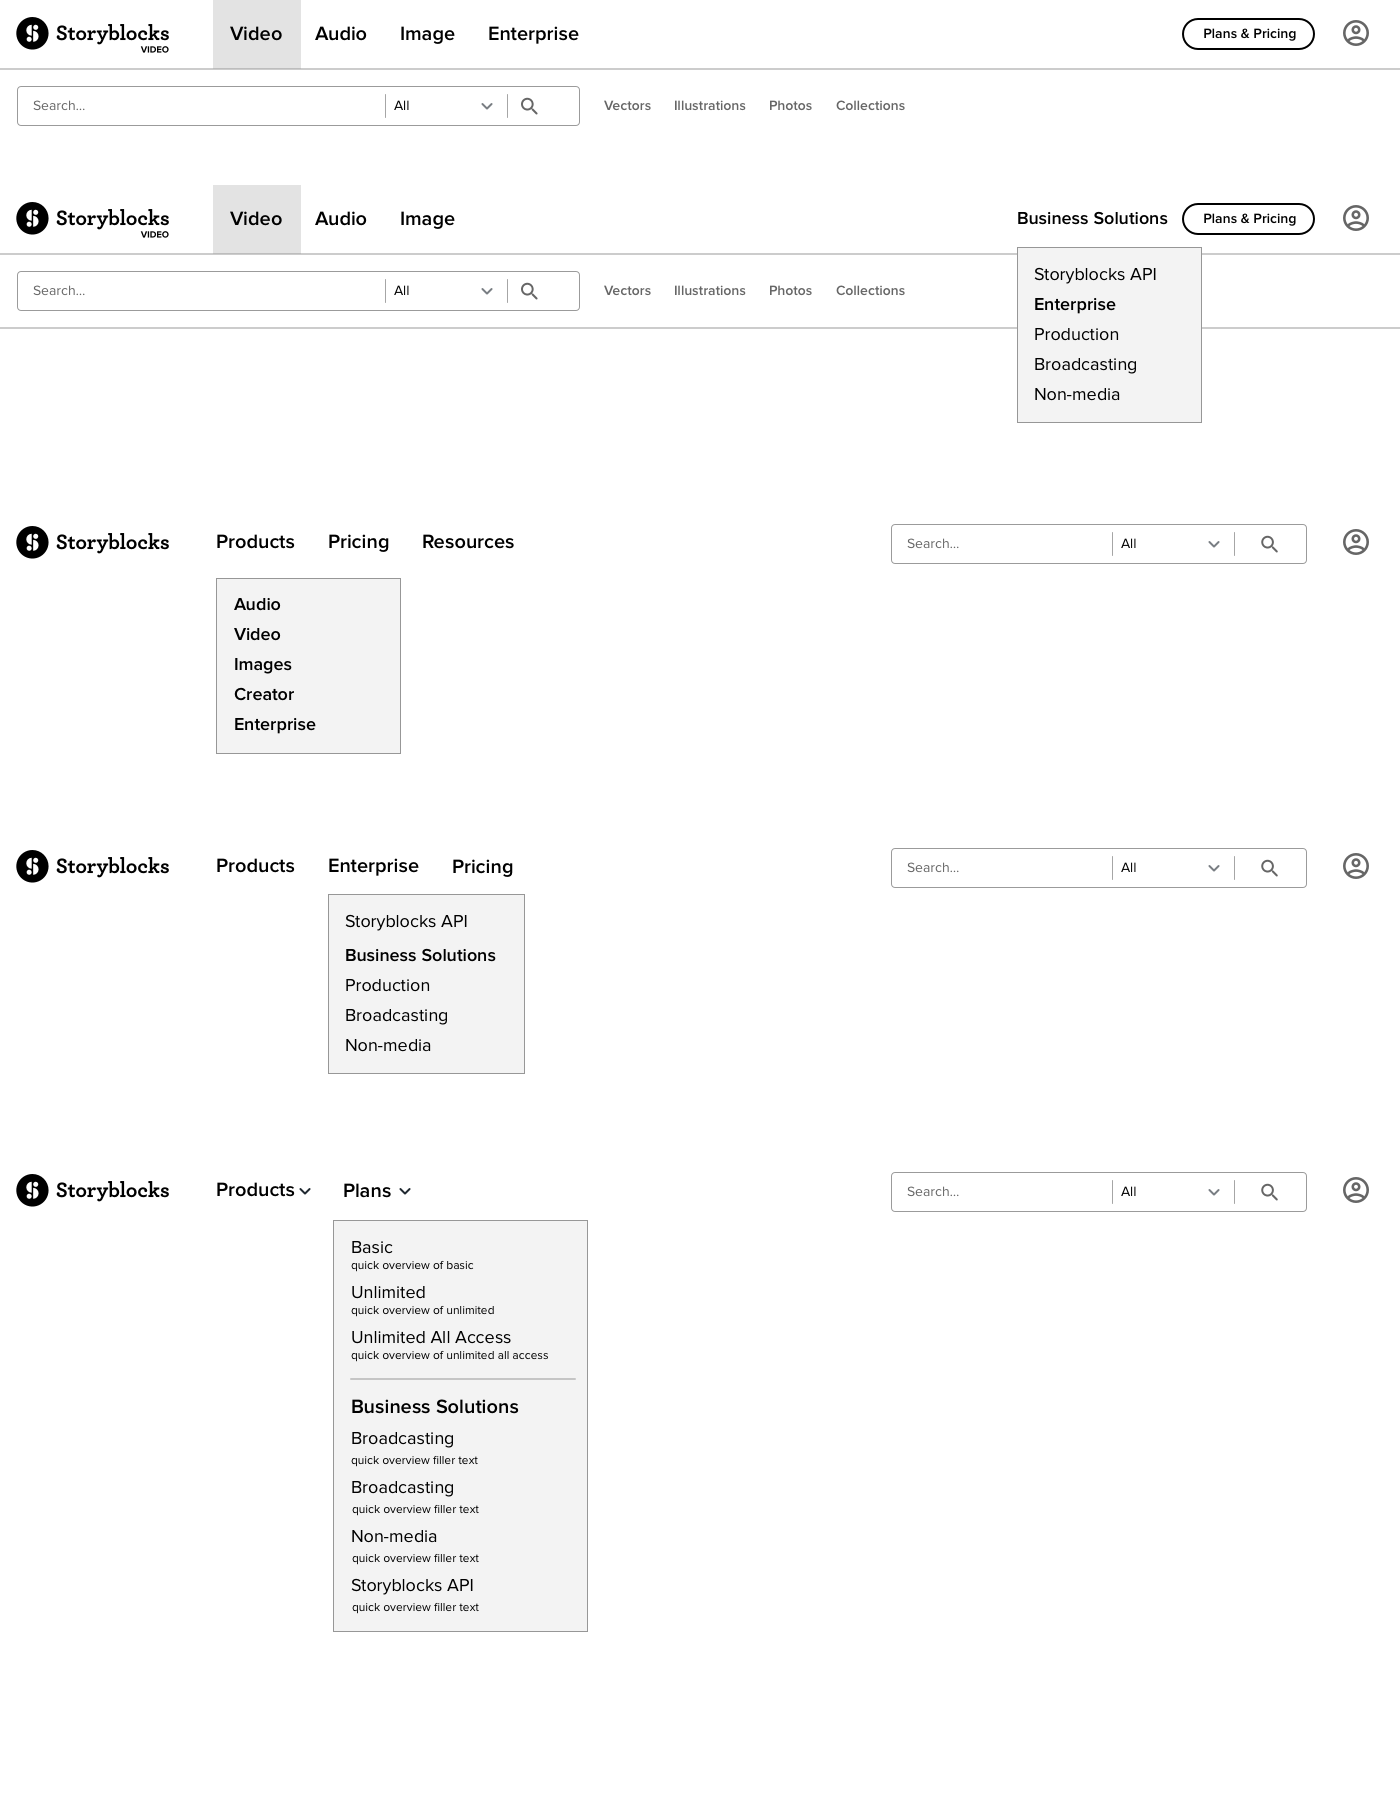 Storyblocks
VIDEO
Video Audio Image Enterprise
Plans & Pricing
Search... All
Vectors Illustrations Photos Collections
Storyblocks
VIDEO
Video Audio Image
Business Solutions Plans & Pricing
Search... All
Vectors Illustrations Photos Collections
Storyblocks API
Enterprise
Production
Broadcasting
Non-media
Storyblocks
Products Pricing Resources
Search... All
Audio
Video
Images
Creator
Enterprise
Storyblocks
Products Enterprise Pricing
Search... All
Storyblocks API
Business Solutions
Production
Broadcasting
Non-media
Storyblocks
Products Plans
Search... All
Basic
quick overview of basic
Unlimited
quick overview of unlimited
Unlimited All Access
quick overview of unlimited all access
Business Solutions
Broadcasting
quick overview filler text
Broadcasting
quick overview filler text
Non-media
quick overview filler text
Storyblocks API
quick overview filler text